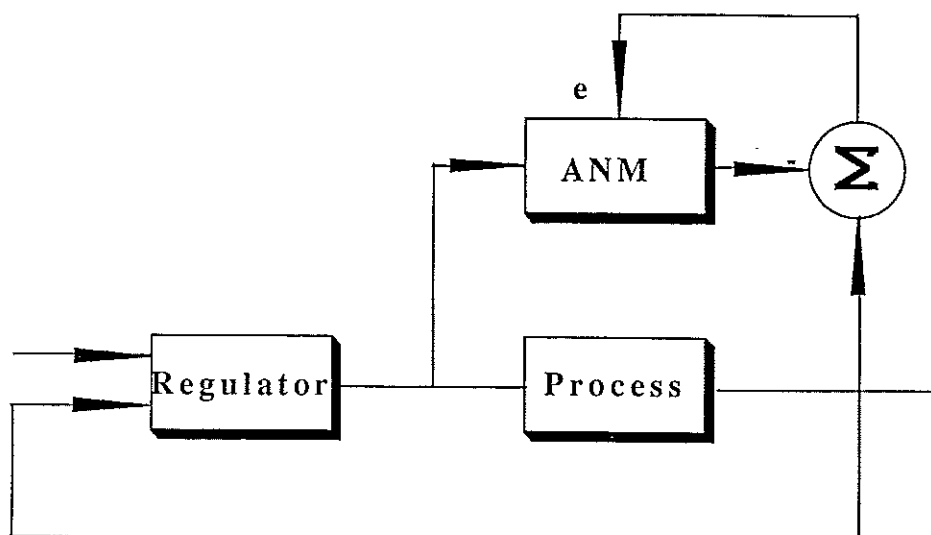 e
ANM
-
Σ
Regulator
Process